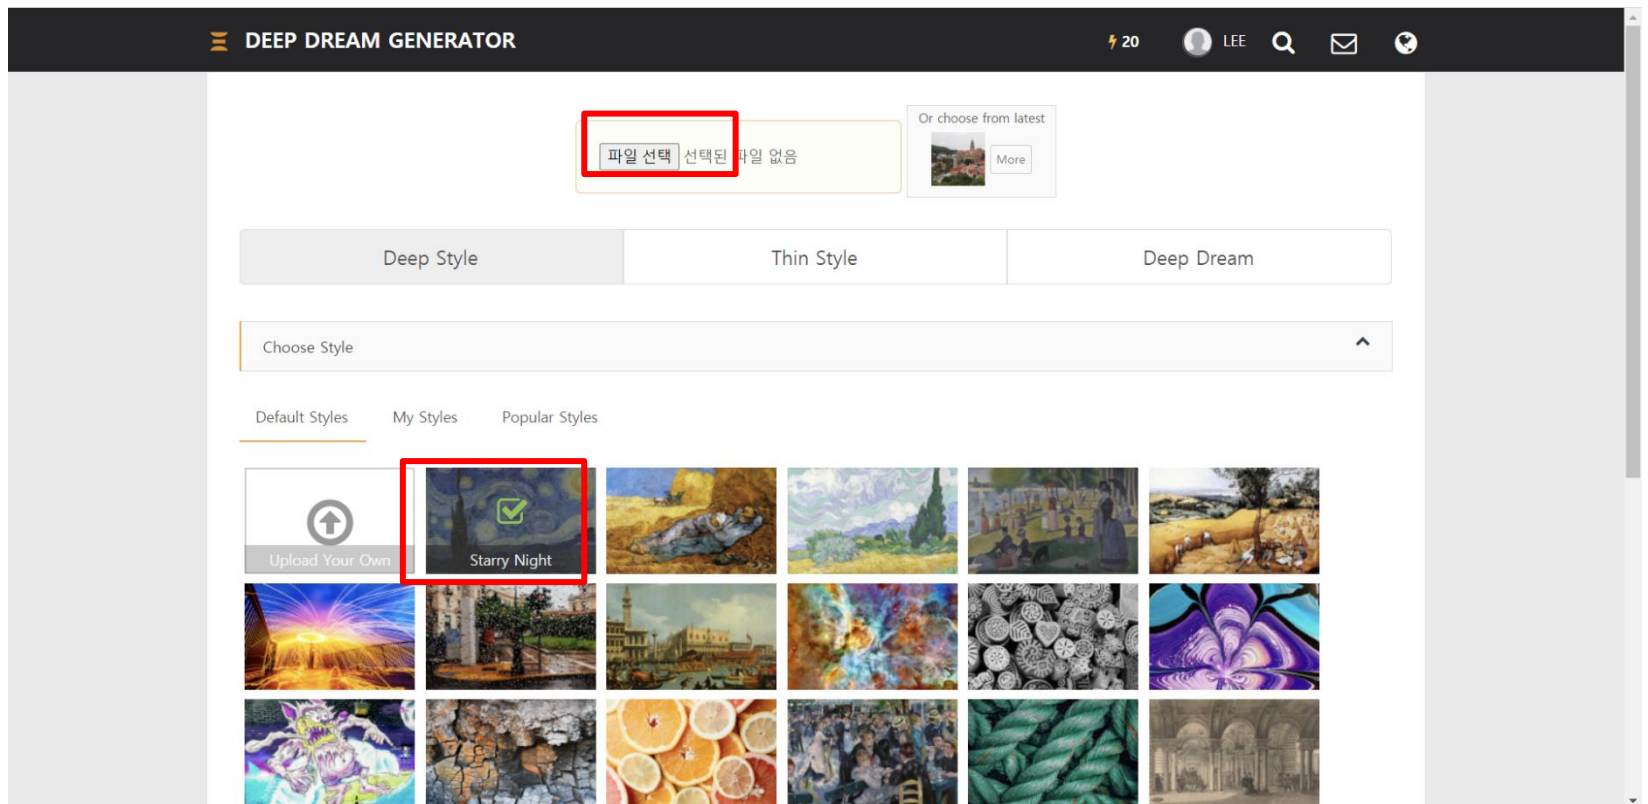 DEEP DREAM GENERATOR
20
LEE
파일 선택 선택된 파일 없음
Or choose from latest
More
Deep Style
Thin Style
Deep Dream
Choose Style
Default Styles
My Styles
Popular Styles
Upload Your Own
Starry Night